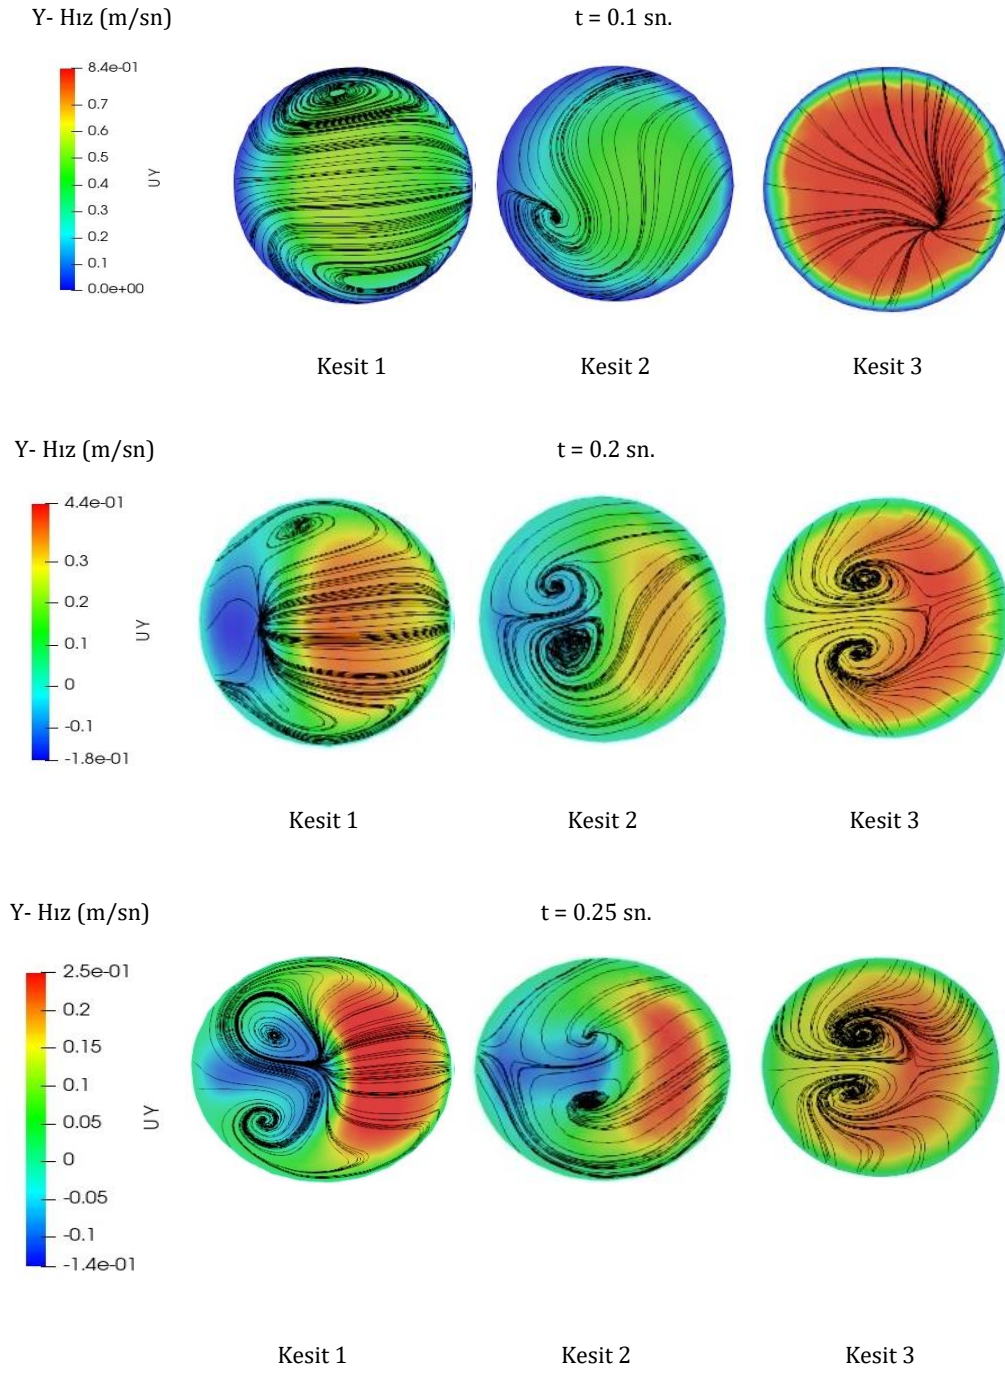 Y- Hız (m/sn)
t = 0.1 sn.
8.4e-01
0.7
0.6
0.5
0.4
0.3
0.2
0.1
0.0e+00
UY
Kesit 1
Kesit 2
Kesit 3
Y- Hız (m/sn)
t = 0.2 sn.
4.4e-01
0.3
0.2
0.1
0
-0.1
-1.8e-01
UY
Kesit 1
Kesit 2
Kesit 3
Y- Hız (m/sn)
t = 0.25 sn.
2.5e-01
0.2
0.15
0.1
0.05
0
-0.05
-0.1
-1.4e-01
UY
Kesit 1
Kesit 2
Kesit 3